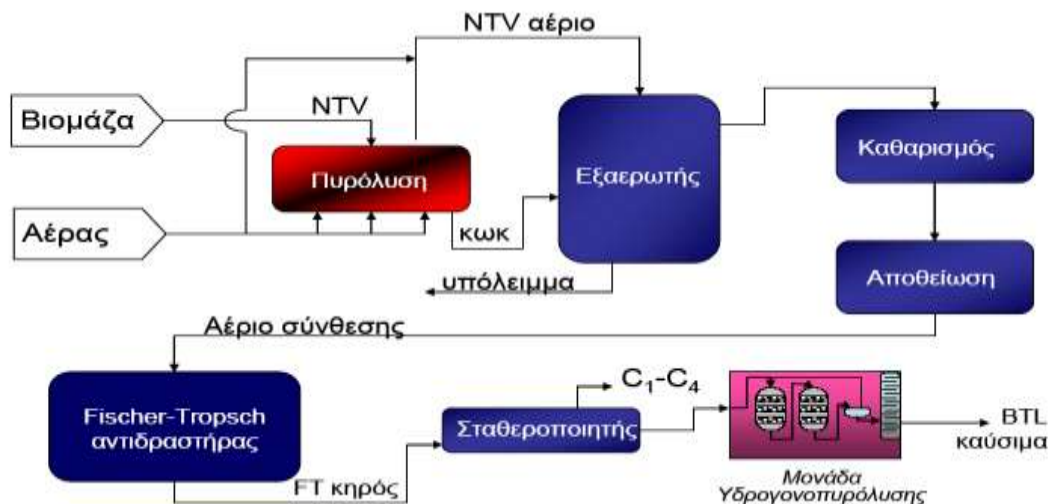 NTV αέριο
Βιομάζα
NTV
Πυρόλυση
Εξαερωτής
Καθαρισμός
Αέρας
κωκ
υπόλειμμα
Αποθείωση
Αέριο σύνθεσης
C₁-C₄
Fischer-Tropsch
αντιδραστήρας
Σταθεροποιητής
BTL
καύσιμα
FT κηρός
Μονάδα
Υδρογονοπυρόλυσης